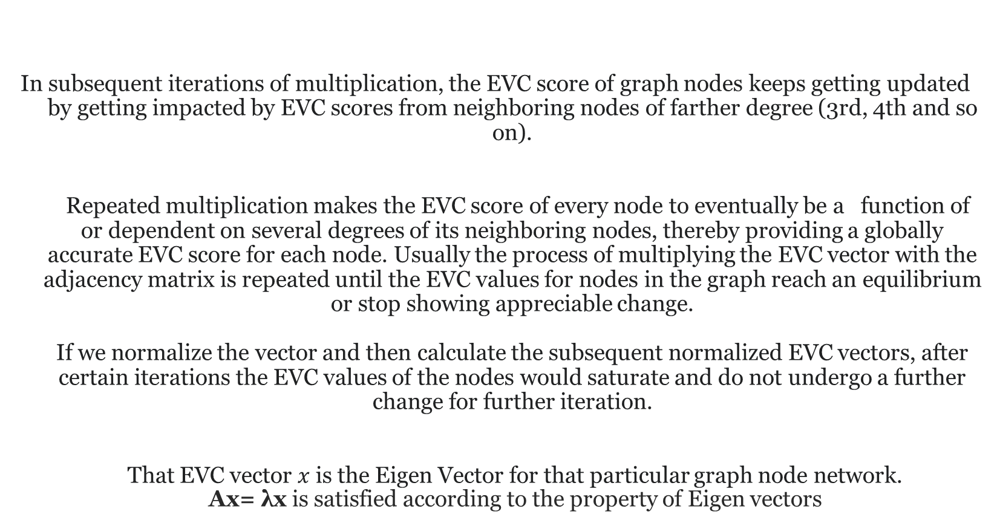 In subsequent iterations of multiplication, the EVC score of graph nodes keeps getting updated
by getting impacted by EVC scores from neighboring nodes of farther degree (3rd, 4th and so
on).
Repeated multiplication makes the EVC score of every node to eventually be a function of
or dependent on several degrees of its neighboring nodes, thereby providing a globally
accurate EVC score for each node. Usually the process of multiplying the EVC vector with the
adjacency matrix is repeated until the EVC values for nodes in the graph reach an equilibrium
or stop showing appreciable change.
If we normalize the vector and then calculate the subsequent normalized EVC vectors, after
certain iterations the EVC values of the nodes would saturate and do not undergo a further
change for further iteration.
That EVC vector x is the Eigen Vector for that particular graph node network.
Ax= λx is satisfied according to the property of Eigen vectors